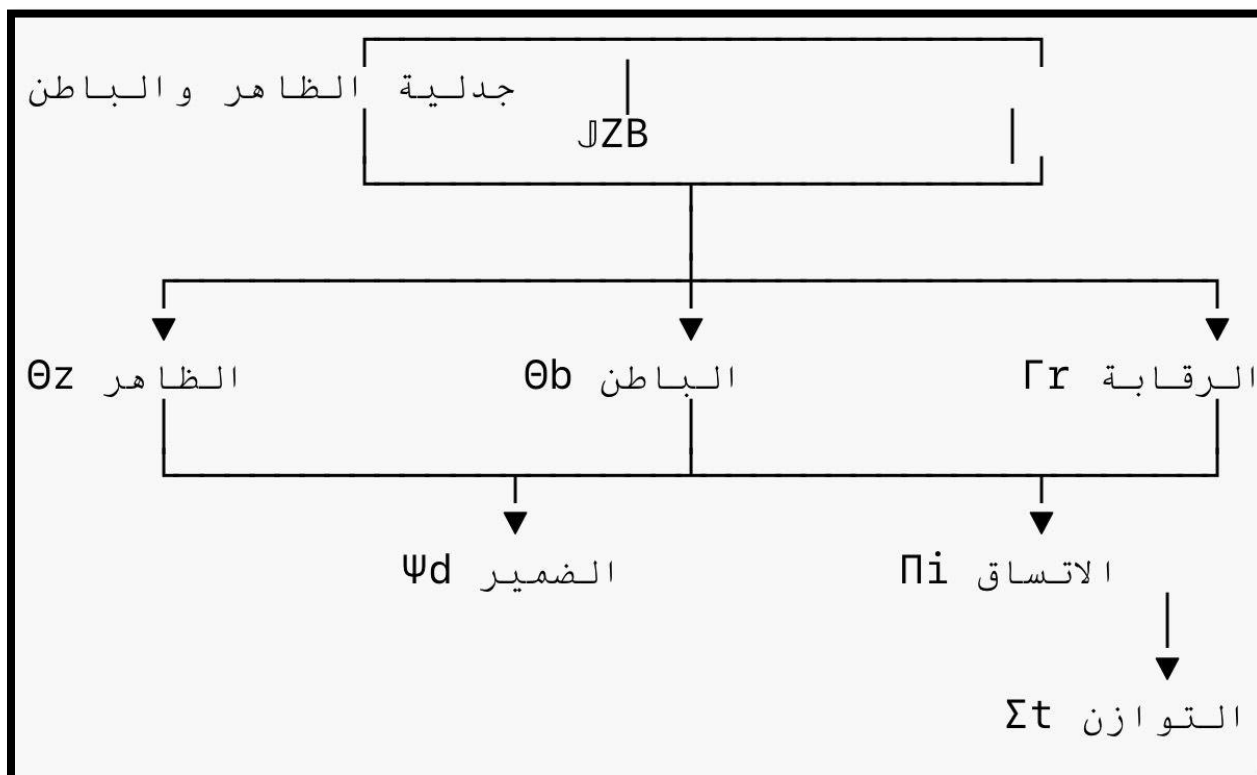 جدلية الظاهر والباطن
𝕁ZB
الظاهر Θz
الباطن Θb
الرقابة Γr
الضمير Ψd
الاتساق Πi
التوازن Σt